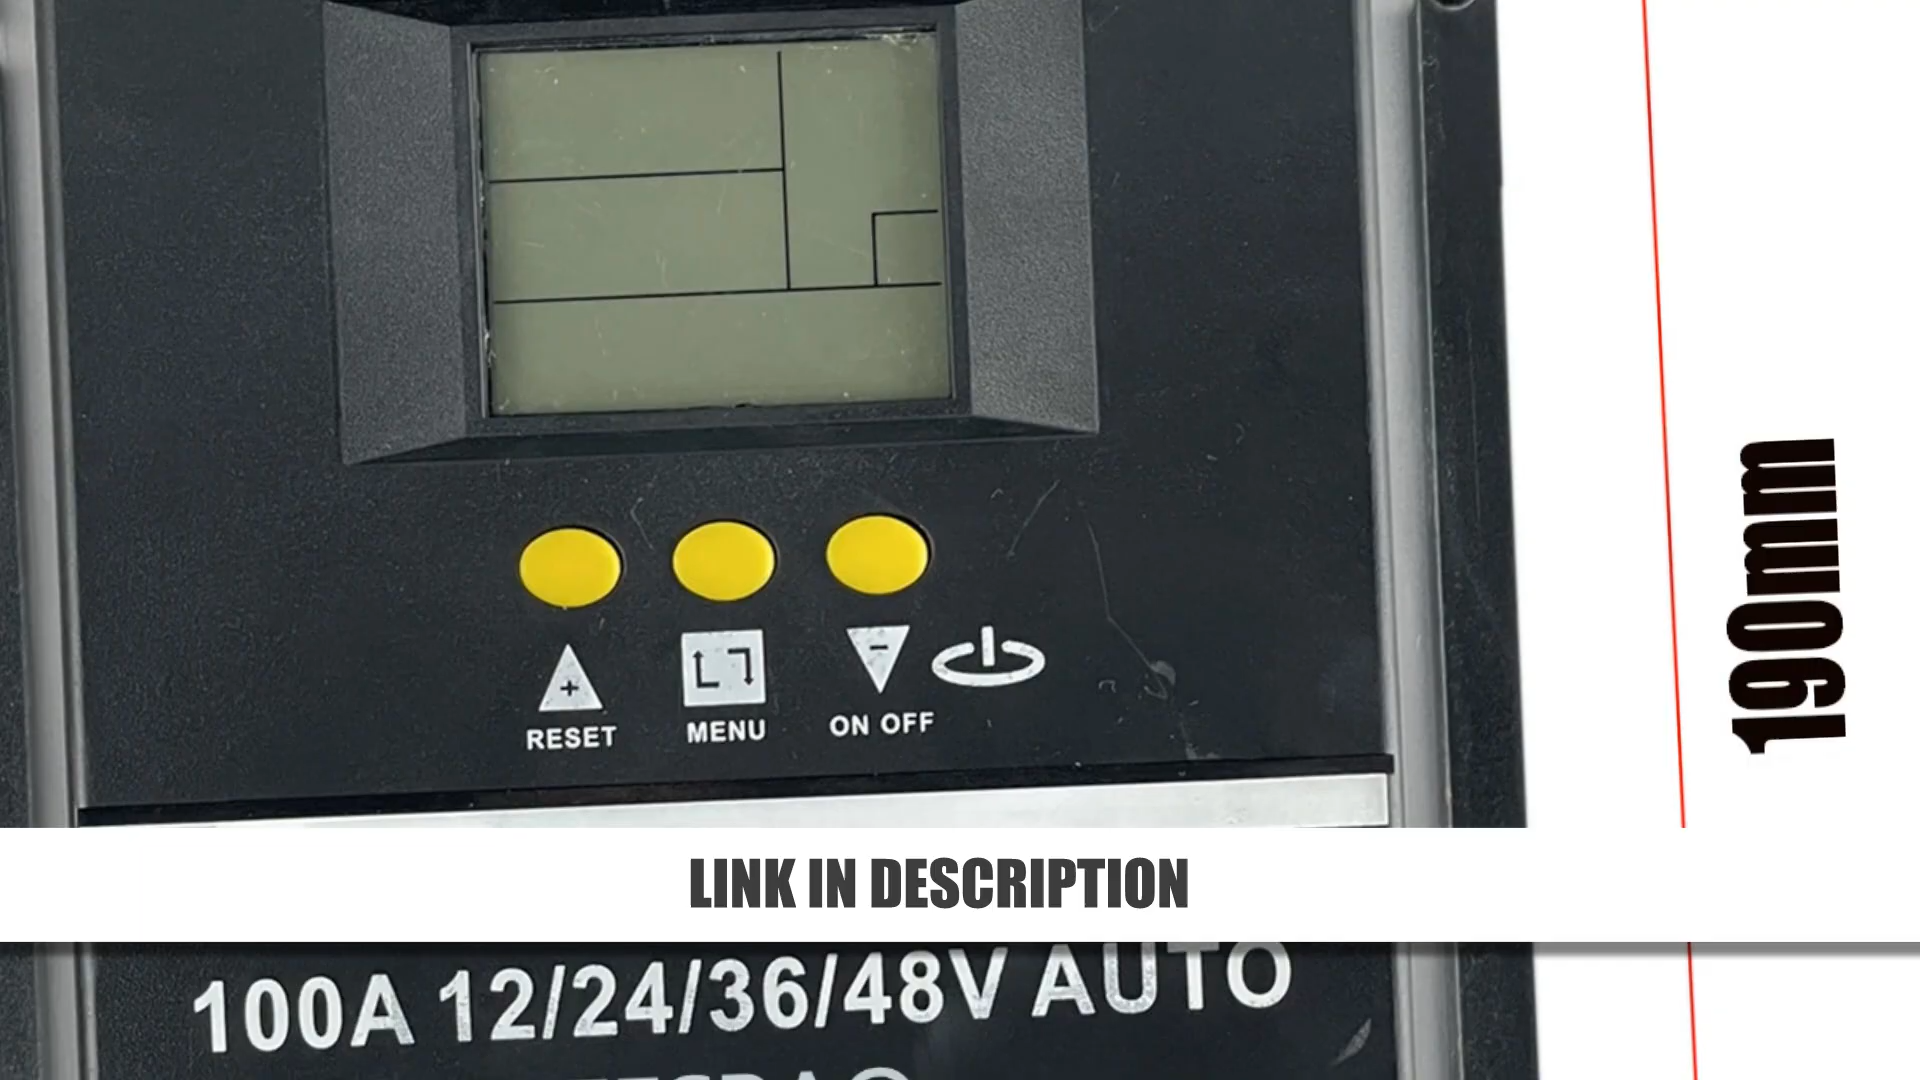 190mm
+
-
RESET MENU ON OFF
LINK IN DESCRIPTION
100A 12/24/36/48V AUTO